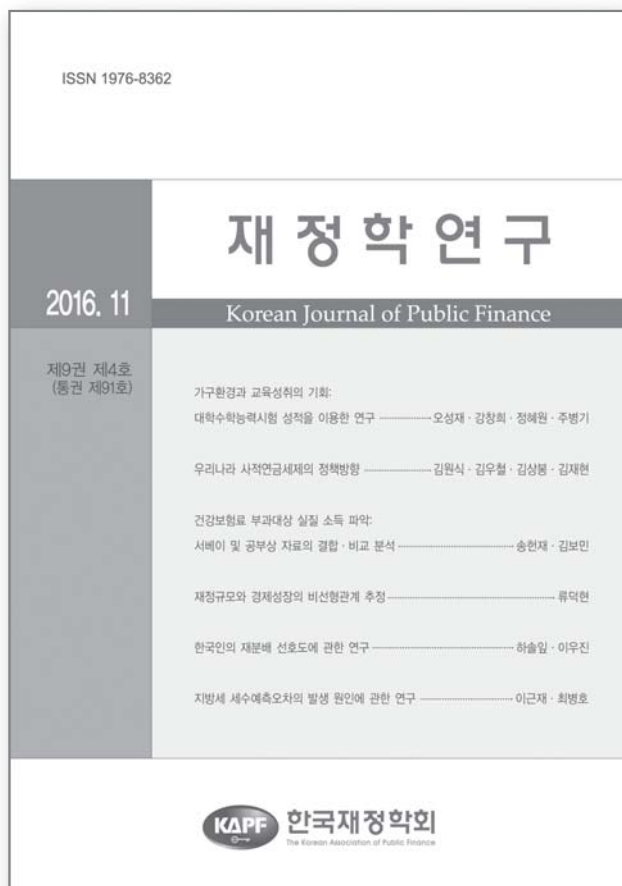 ISSN 1976-8362
재정학연구
2016. 11
Korean Journal of Public Finance
제9권 제4호
(통권 제91호)
가구환경과 교육성취의 기회:
대학수학능력시험 성적을 이용한 연구 오성재 · 강창희 · 정혜원 · 주병기
우리나라 사적연금세제의 정책방향 김원식 · 김우철 · 김상봉 · 김재현
건강보험료 부과대상 실질 소득 파악:
서베이 및 공부상 자료의 결합 · 비교 분석 송헌재 · 김보민
재정규모와 경제성장의 비선형관계 추정 류덕현
한국인의 재분배 선호도에 관한 연구 하솔잎 · 이우진
지방세 세수예측오차의 발생 원인에 관한 연구 이근재 · 최병호
KAPF 한국재정학회
The Korean Association of Public Finance